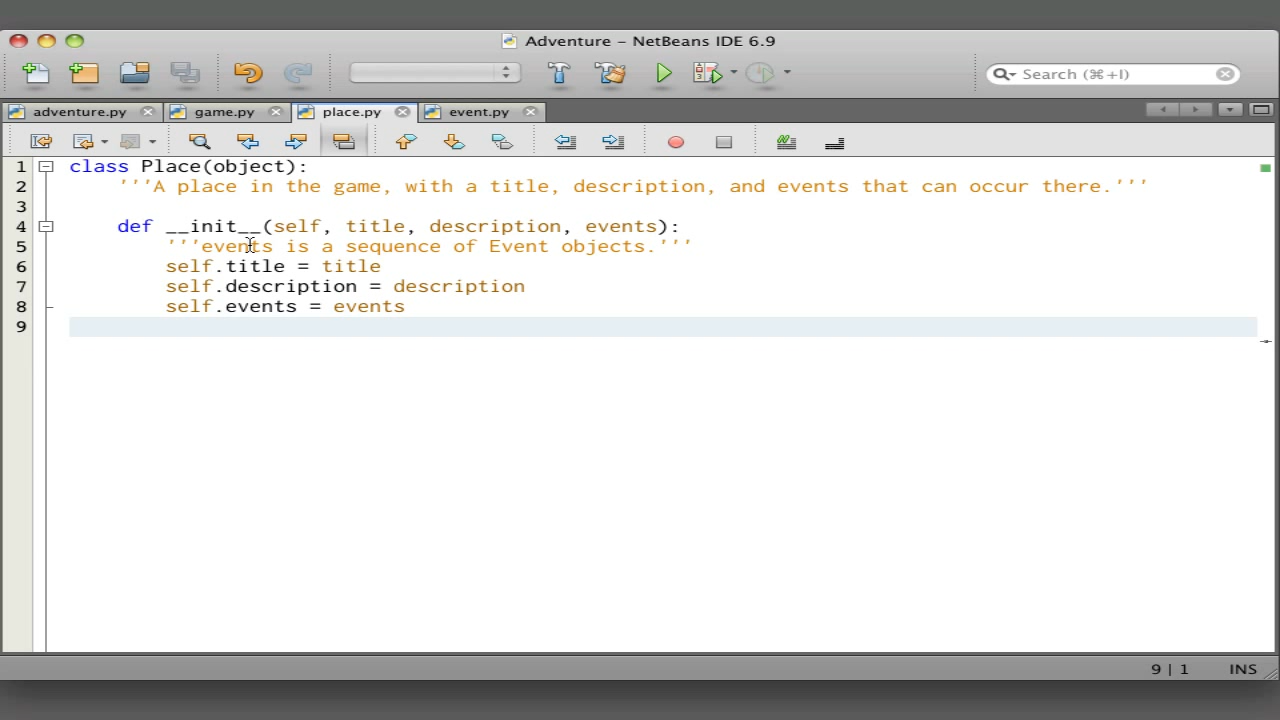 Adventure – NetBeans IDE 6.9
Search (⌘+I)
adventure.py game.py place.py event.py
1 class Place(object):
2 '''A place in the game, with a title, description, and events that can occur there.'''
3
4 def __init__(self, title, description, events):
5 '''events is a sequence of Event objects.'''
6 self.title = title
7 self.description = description
8 self.events = events
9
9 | 1 INS